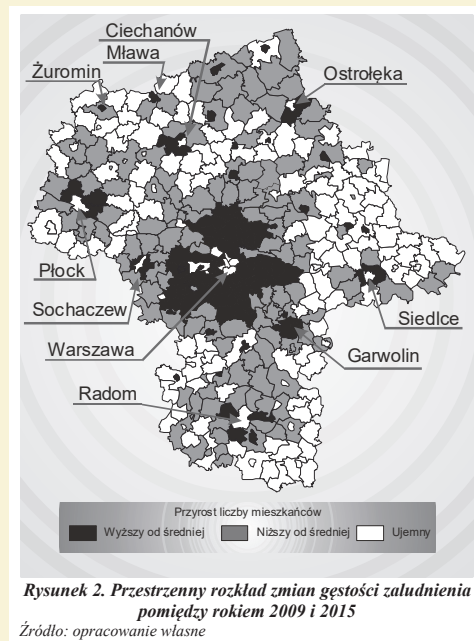 Ciechanów
Mława
Żuromin
Ostrołęka
Płock
Sochaczew
Siedlce
Warszawa
Garwolin
Radom
Przyrost liczby mieszkańców
Wyższy od średniej
Niższy od średniej
Ujemny
Rysunek 2. Przestrzenny rozkład zmian gęstości zaludnienia
pomiędzy rokiem 2009 i 2015
Źródło: opracowanie własne